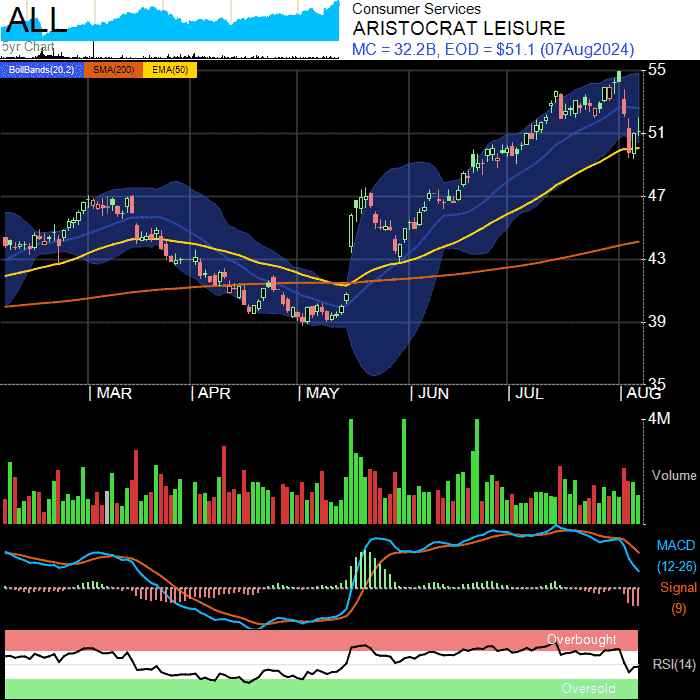 ALL
5yr Chart
Consumer Services
ARISTOCRAT LEISURE
MC = 32.2B, EOD = $51.1 (07Aug2024)
BollBands(20,2) SMA(200) EMA(50)
55
51
47
43
39
35
MAR APR MAY JUN JUL AUG
4M
Volume
MACD
(12-26)
Signal
(9)
Overbought
RSI(14)
Oversold